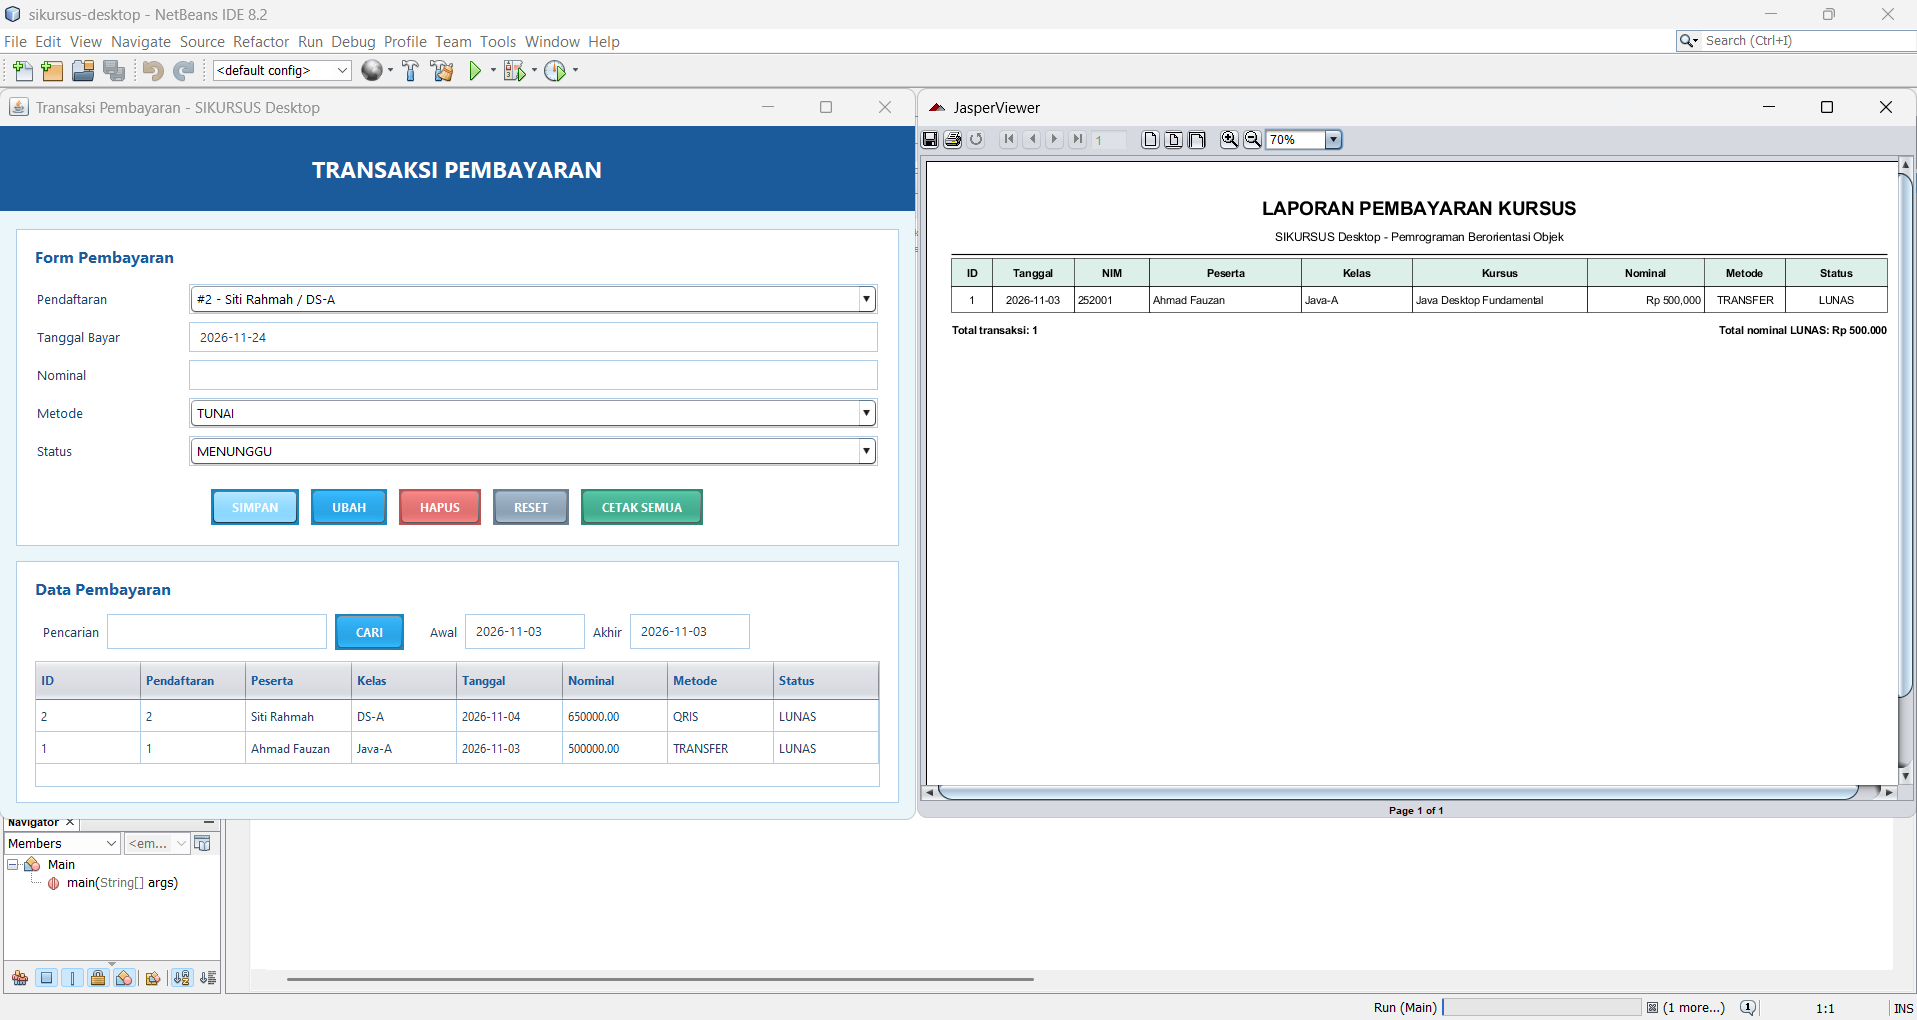 sikursus-desktop - NetBeans IDE 8.2
File Edit View Navigate Source Refactor Run Debug Profile Team Tools Window Help
Search (Ctrl+I)
<default config>
Transaksi Pembayaran - SIKURSUS Desktop
TRANSAKSI PEMBAYARAN
Form Pembayaran
Pendaftaran #2 - Siti Rahmah / DS-A
Tanggal Bayar 2026-11-24
Nominal
Metode TUNAI
Status MENUNGGU
SIMPAN UBAH HAPUS RESET CETAK SEMUA
Data Pembayaran
Pencarian CARI Awal 2026-11-03 Akhir 2026-11-03
ID Pendaftaran Peserta Kelas Tanggal Nominal Metode Status
2 2 Siti Rahmah DS-A 2026-11-04 650000.00 QRIS LUNAS
1 1 Ahmad Fauzan Java-A 2026-11-03 500000.00 TRANSFER LUNAS
JasperViewer
1 70%
LAPORAN PEMBAYARAN KURSUS
SIKURSUS Desktop - Pemrograman Berorientasi Objek
ID Tanggal NIM Peserta Kelas Kursus Nominal Metode Status
1 2026-11-03 252001 Ahmad Fauzan Java-A Java Desktop Fundamental Rp 500,000 TRANSFER LUNAS
Total transaksi: 1 Total nominal LUNAS: Rp 500.000
Page 1 of 1
Navigator
Members <em...
Main
main(String[] args)
Run (Main) (1 more...) 1:1 INS